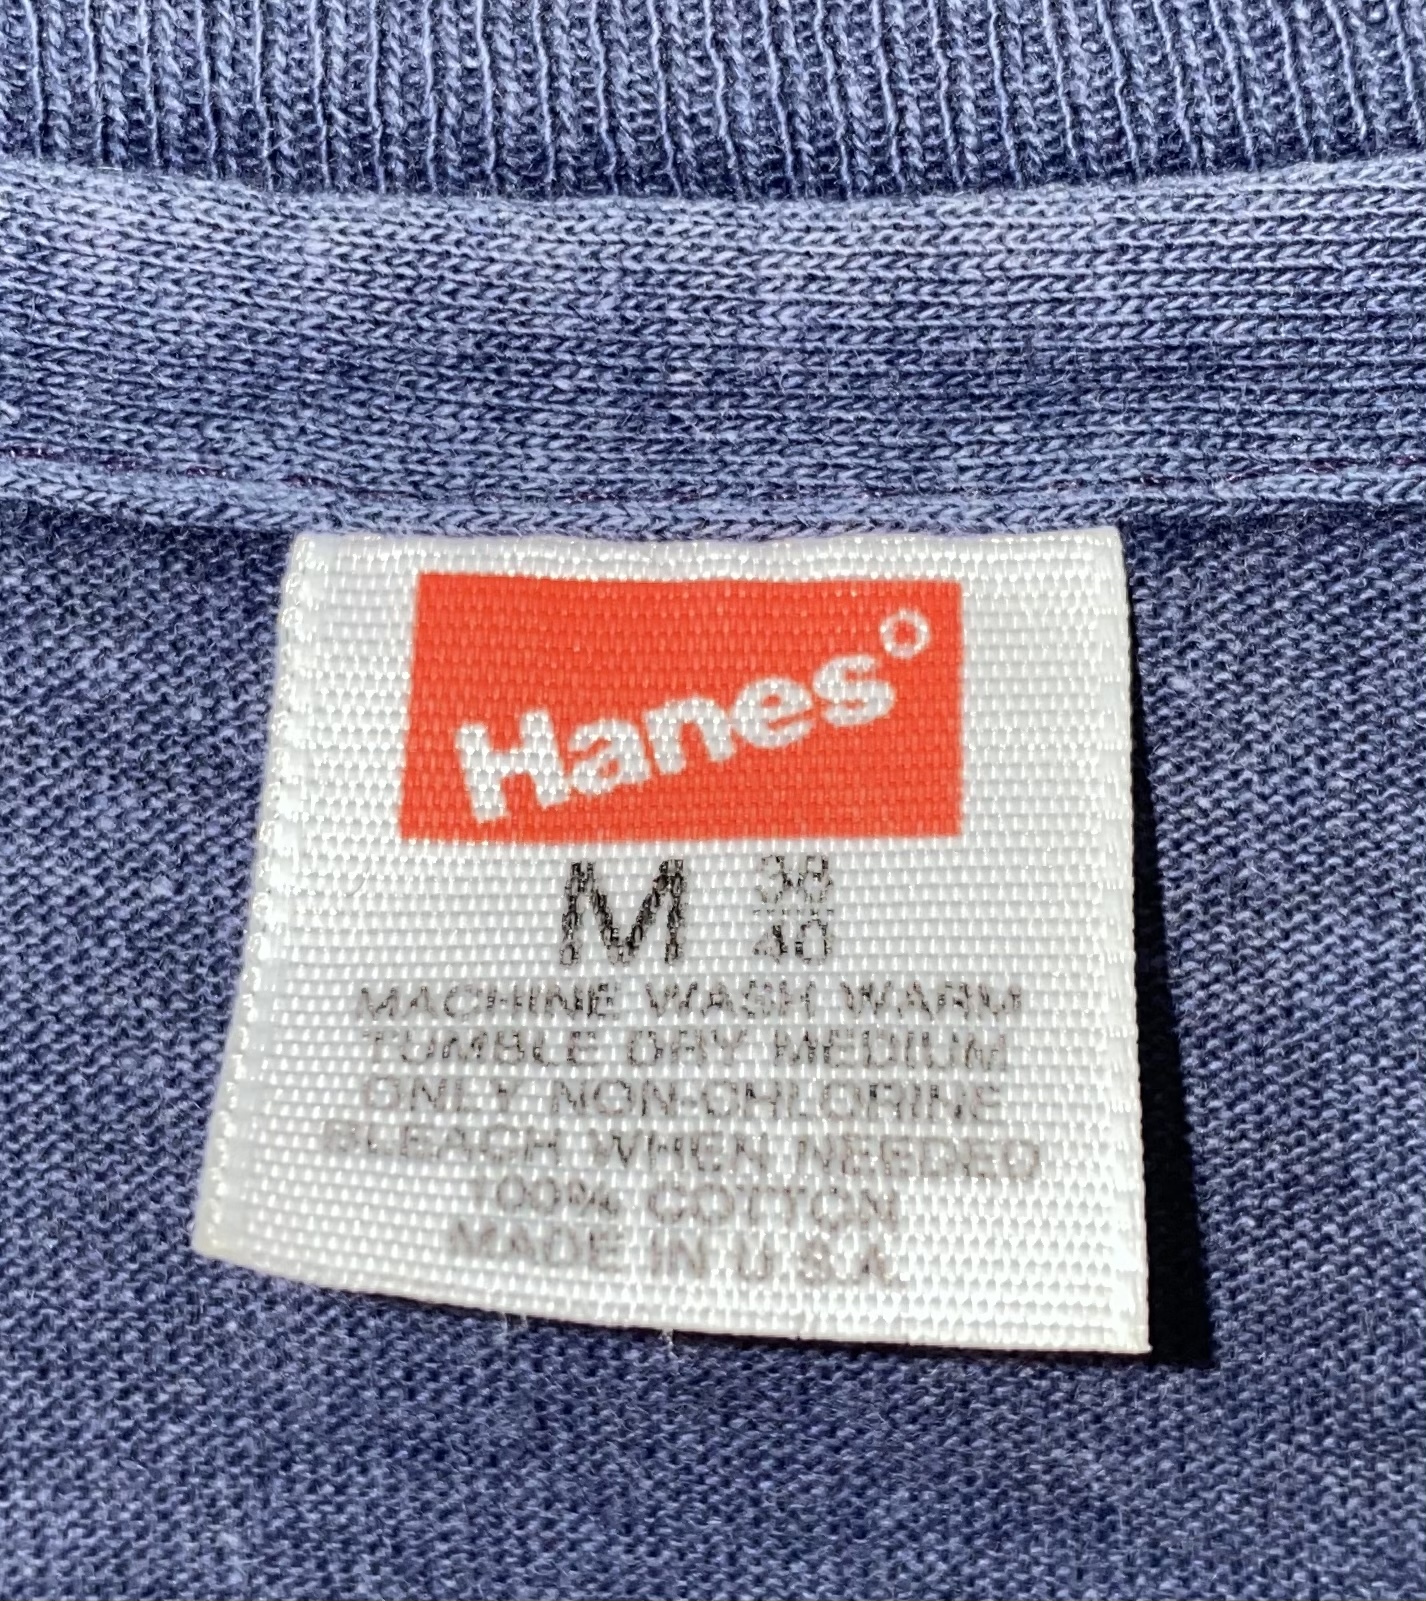 Hanes°
M 38
40
MACHINE WASH WARM
TUMBLE DRY MEDIUM
ONLY NON-CHLORINE
BLEACH WHEN NEEDED
100% COTTON
MADE IN U.S.A.